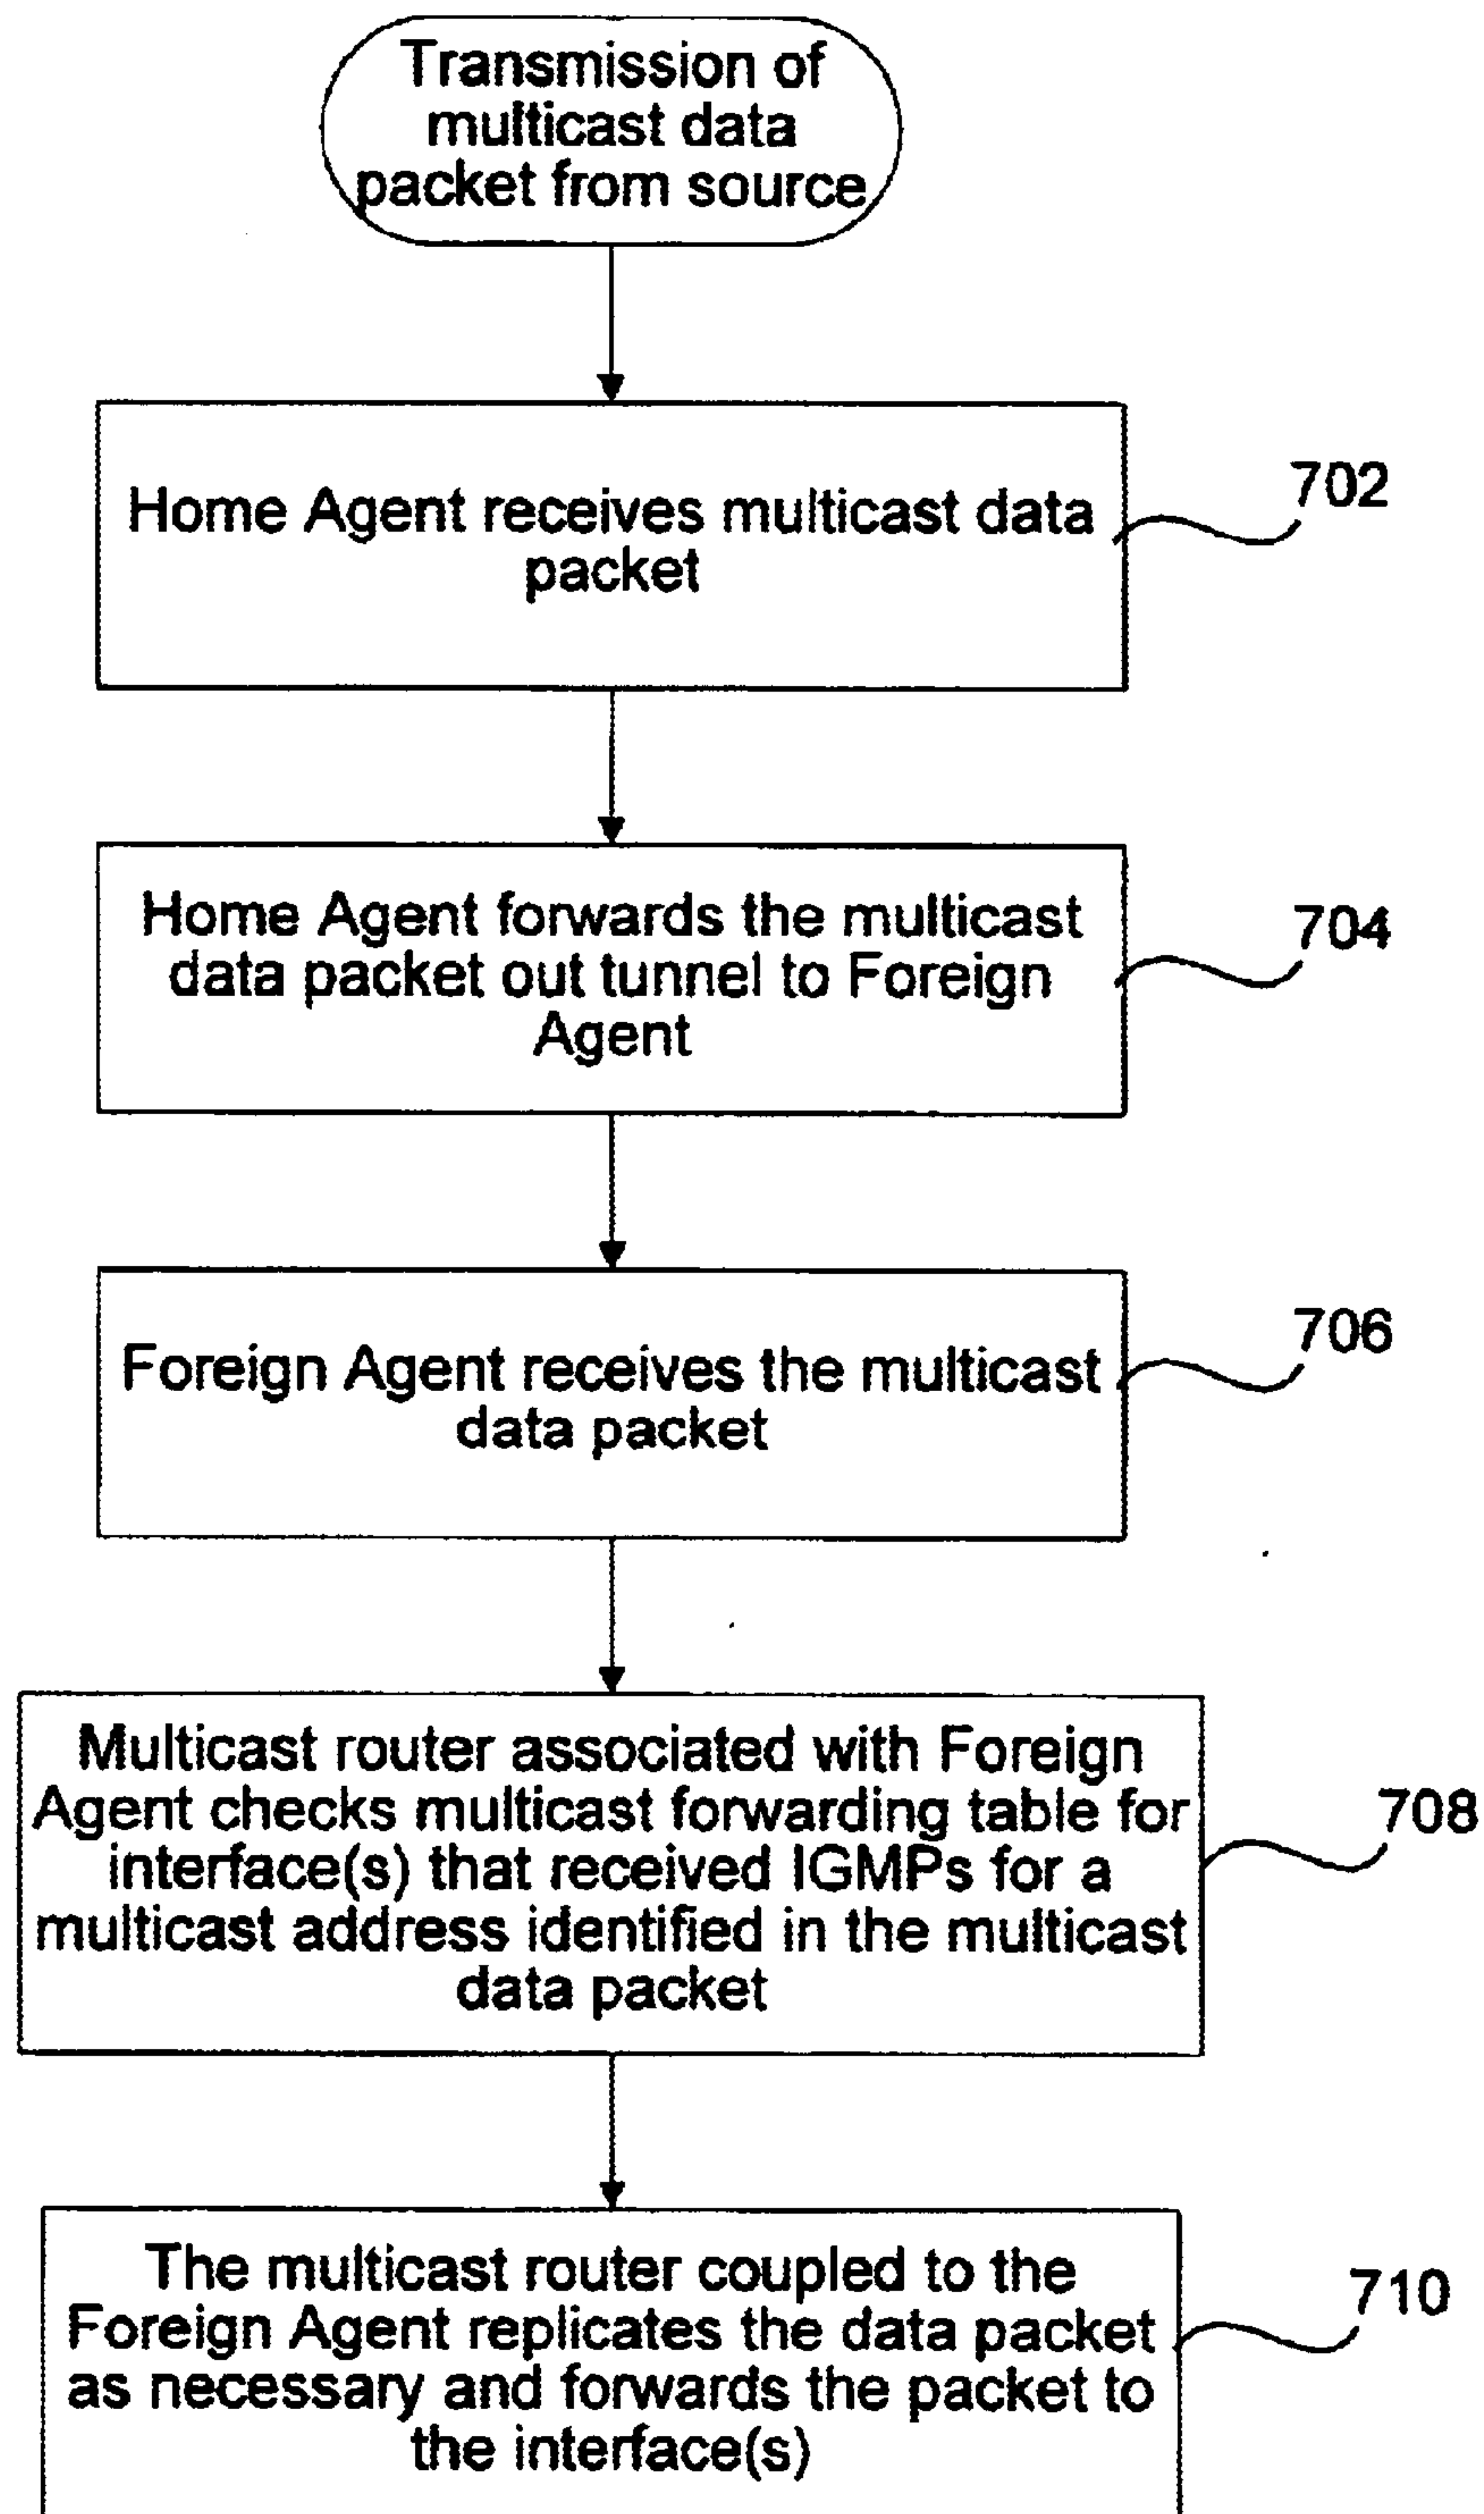 Transmission of
multicast data
packet from source
Home Agent receives multicast data
packet
702
Home Agent forwards the multicast
data packet out tunnel to Foreign
Agent
704
Foreign Agent receives the multicast
data packet
706
Multicast router associated with Foreign
Agent checks multicast forwarding table for
interface(s) that received IGMPs for a
multicast address identified in the multicast
data packet
708
The multicast router coupled to the
Foreign Agent replicates the data packet
as necessary and forwards the packet to
the interface(s)
710